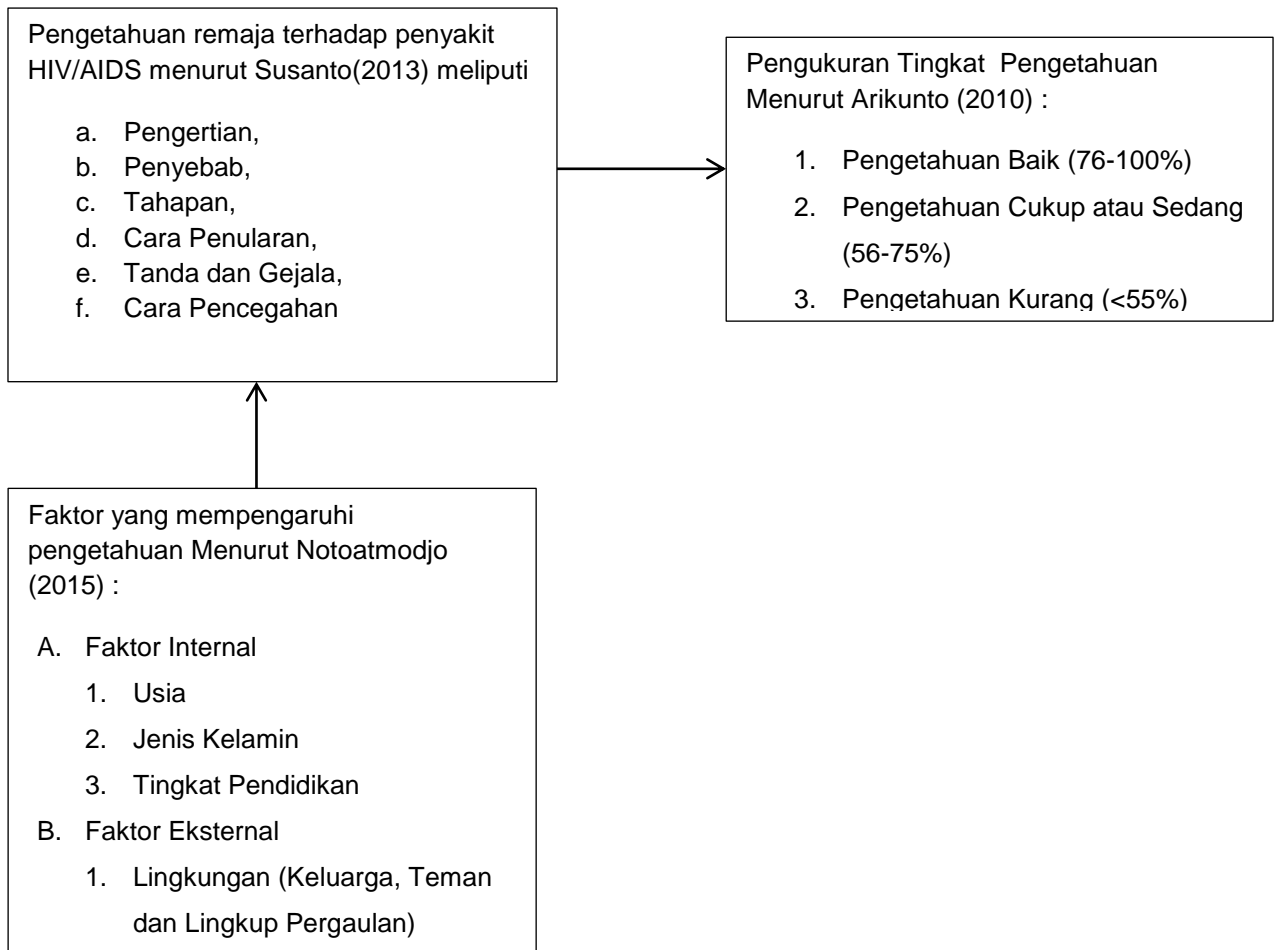 Pengetahuan remaja terhadap penyakit
HIV/AIDS menurut Susanto(2013) meliputi
a. Pengertian,
b. Penyebab,
c. Tahapan,
d. Cara Penularan,
e. Tanda dan Gejala,
f. Cara Pencegahan
Pengukuran Tingkat Pengetahuan
Menurut Arikunto (2010) :
1. Pengetahuan Baik (76-100%)
2. Pengetahuan Cukup atau Sedang
(56-75%)
3. Pengetahuan Kurang (<55%)
Faktor yang mempengaruhi
pengetahuan Menurut Notoatmodjo
(2015) :
A. Faktor Internal
1. Usia
2. Jenis Kelamin
3. Tingkat Pendidikan
B. Faktor Eksternal
1. Lingkungan (Keluarga, Teman
dan Lingkup Pergaulan)